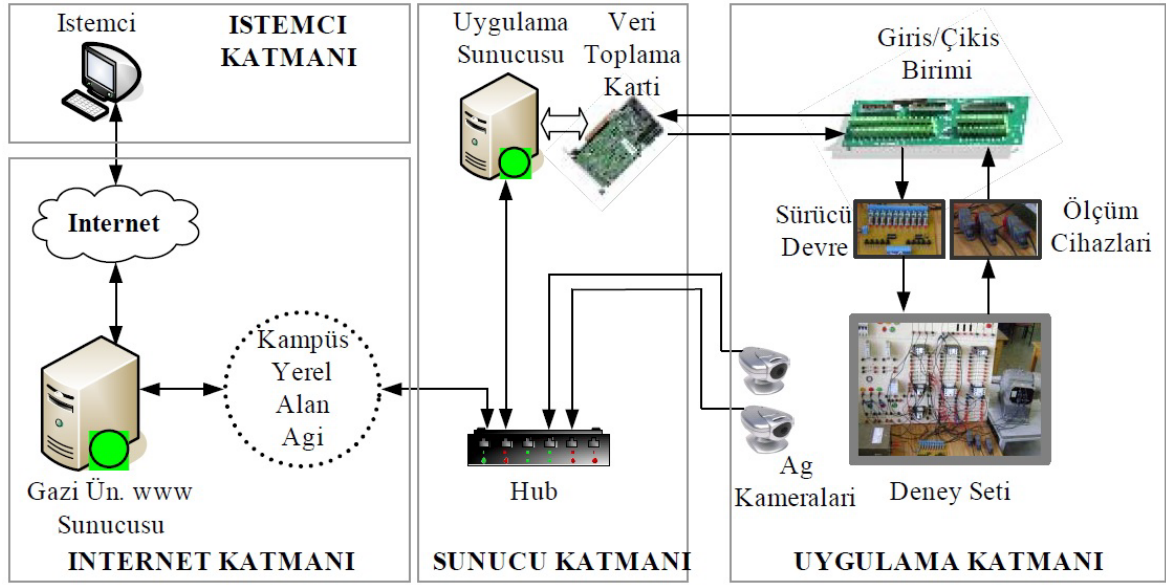 Istemci
ISTEMCI
KATMANI
Internet
Kampüs
Yerel
Alan
Agi
Gazi Ün. www
Sunucusu
INTERNET KATMANI
Uygulama
Sunucusu
Veri
Toplama
Karti
Hub
SUNUCU KATMANI
Giris/Çikis
Birimi
Sürücü
Devre
Ölçüm
Cihazlari
Ag
Kameralari
Deney Seti
UYGULAMA KATMANI